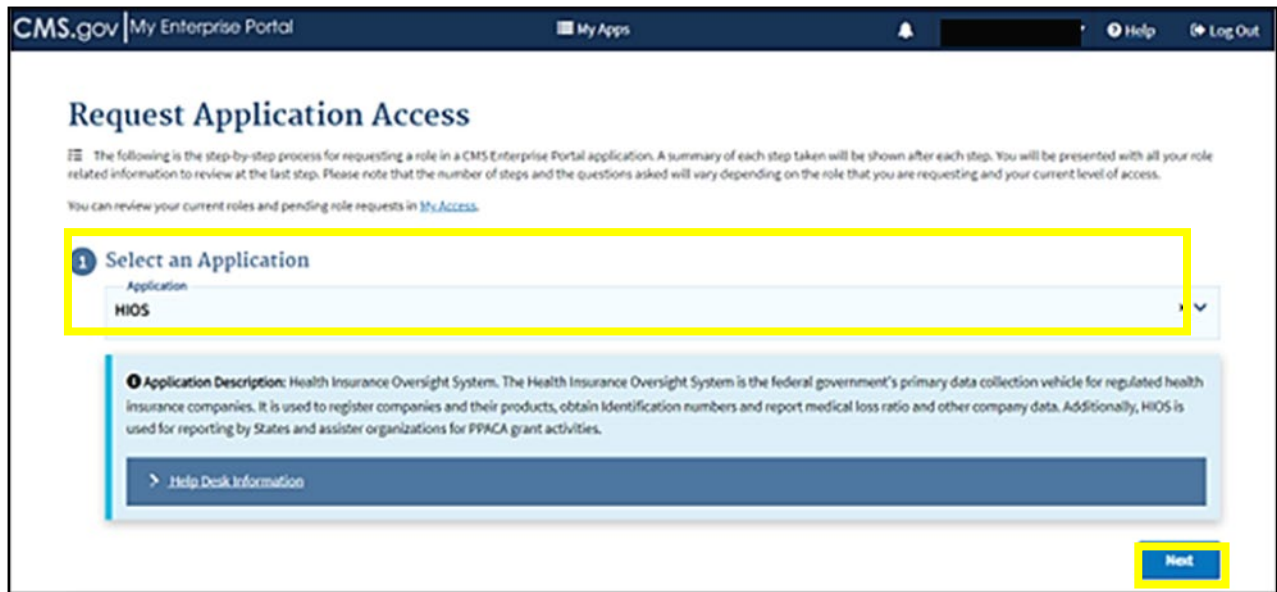 CMS.gov My Enterprise Portal My Apps Help Log Out
Request Application Access
The following is the step-by-step process for requesting a role in a CMS Enterprise Portal application. A summary of each step taken will be shown after each step. You will be presented with all your role
related information to review at the last step. Please note that the number of steps and the questions asked will vary depending on the role that you are requesting and your current level of access.
You can review your current roles and pending role requests in My Access.
1 Select an Application
Application
HIOS
Application Description: Health Insurance Oversight System. The Health Insurance Oversight System is the federal government's primary data collection vehicle for regulated health
insurance companies. It is used to register companies and their products, obtain Identification numbers and report medical loss ratio and other company data. Additionally, HIOS is
used for reporting by States and assister organizations for PPACA grant activities.
Help Desk Information
Next